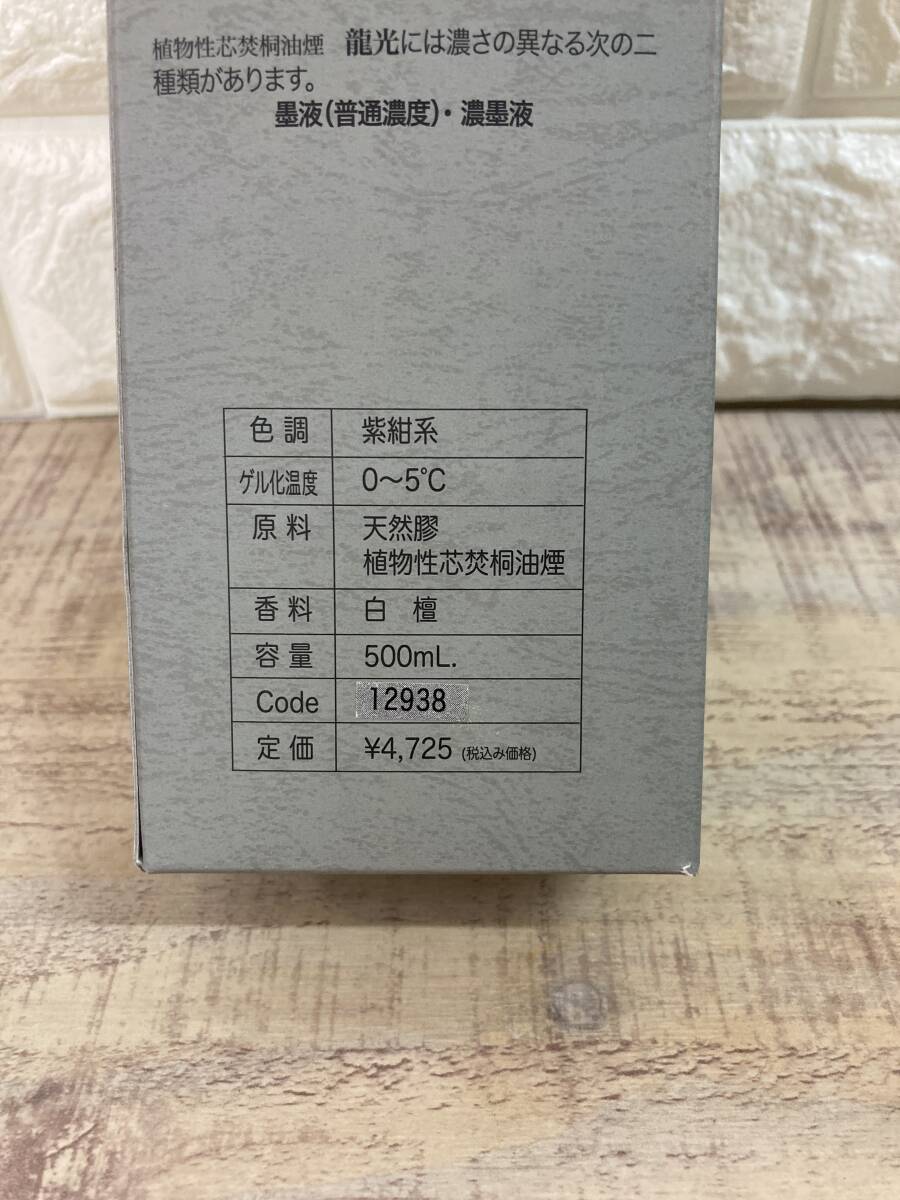 植物性芯焚桐油煙 龍光には濃さの異なる次の二
種類があります。
墨液(普通濃度)・濃墨液
色調 紫紺系
ゲル化温度 0〜5℃
原料 天然膠
植物性芯焚桐油煙
香料 白檀
容量 500mL.
Code 12938
定価 ¥4,725 (税込み価格)